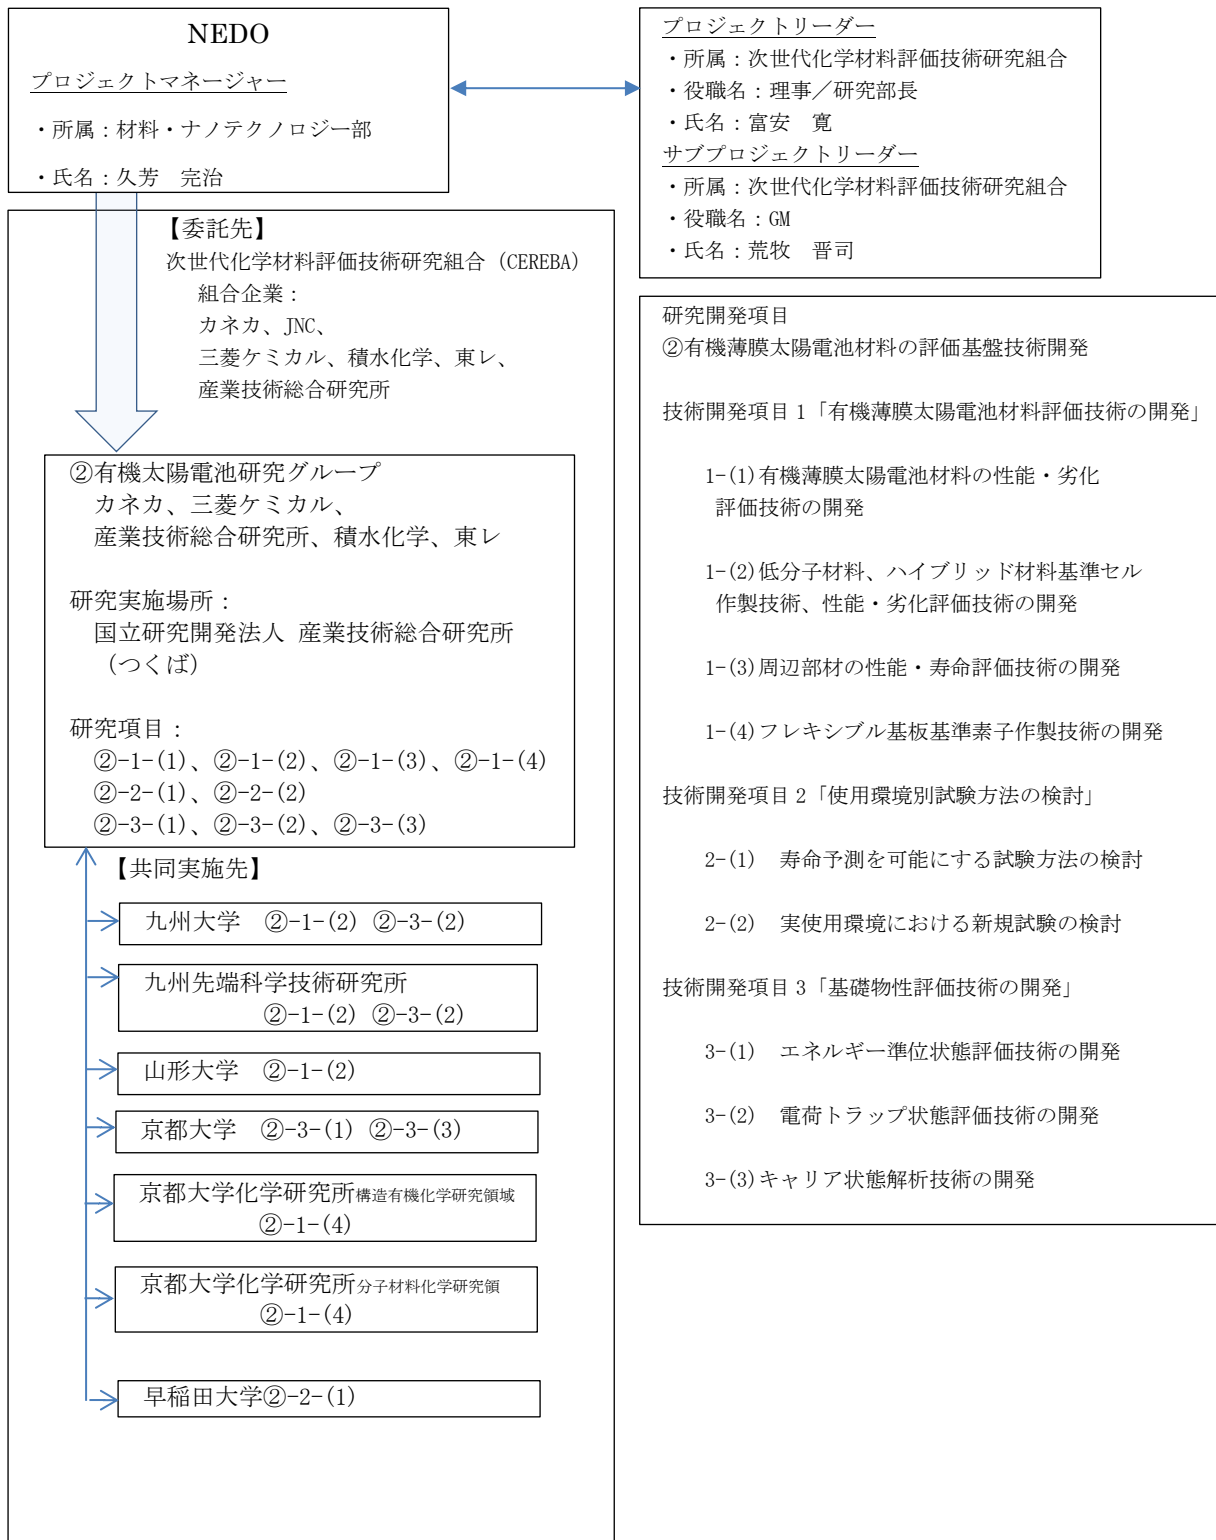 NEDO
プロジェクトマネージャー
・所属：材料・ナノテクノロジー部
・氏名：久芳　完治
プロジェクトリーダー
・所属：次世代化学材料評価技術研究組合
・役職名：理事／研究部長
・氏名：富安　寛
サブプロジェクトリーダー
・所属：次世代化学材料評価技術研究組合
・役職名：GM
・氏名：荒牧　晋司
【委託先】
次世代化学材料評価技術研究組合（CEREBA）
組合企業：
カネカ、JNC、
三菱ケミカル、積水化学、東レ、
産業技術総合研究所
②有機太陽電池研究グループ
カネカ、三菱ケミカル、
産業技術総合研究所、積水化学、東レ
研究実施場所：
国立研究開発法人 産業技術総合研究所
（つくば）
研究項目：
②-1-(1)、②-1-(2)、②-1-(3)、②-1-(4)
②-2-(1)、②-2-(2)
②-3-(1)、②-3-(2)、②-3-(3)
【共同実施先】
九州大学　②-1-(2) ②-3-(2)
九州先端科学技術研究所
②-1-(2) ②-3-(2)
山形大学　②-1-(2)
京都大学　②-3-(1) ②-3-(3)
京都大学化学研究所構造有機化学研究領域
②-1-(4)
京都大学化学研究所分子材料化学研究領
②-1-(4)
早稲田大学②-2-(1)
研究開発項目
②有機薄膜太陽電池材料の評価基盤技術開発
技術開発項目 1「有機薄膜太陽電池材料評価技術の開発」
1-(1)有機薄膜太陽電池材料の性能・劣化
評価技術の開発
1-(2)低分子材料、ハイブリッド材料基準セル
作製技術、性能・劣化評価技術の開発
1-(3)周辺部材の性能・寿命評価技術の開発
1-(4)フレキシブル基板基準素子作製技術の開発
技術開発項目 2「使用環境別試験方法の検討」
2-(1)　寿命予測を可能にする試験方法の検討
2-(2)　実使用環境における新規試験の検討
技術開発項目 3「基礎物性評価技術の開発」
3-(1)　エネルギー準位状態評価技術の開発
3-(2)　電荷トラップ状態評価技術の開発
3-(3)キャリア状態解析技術の開発